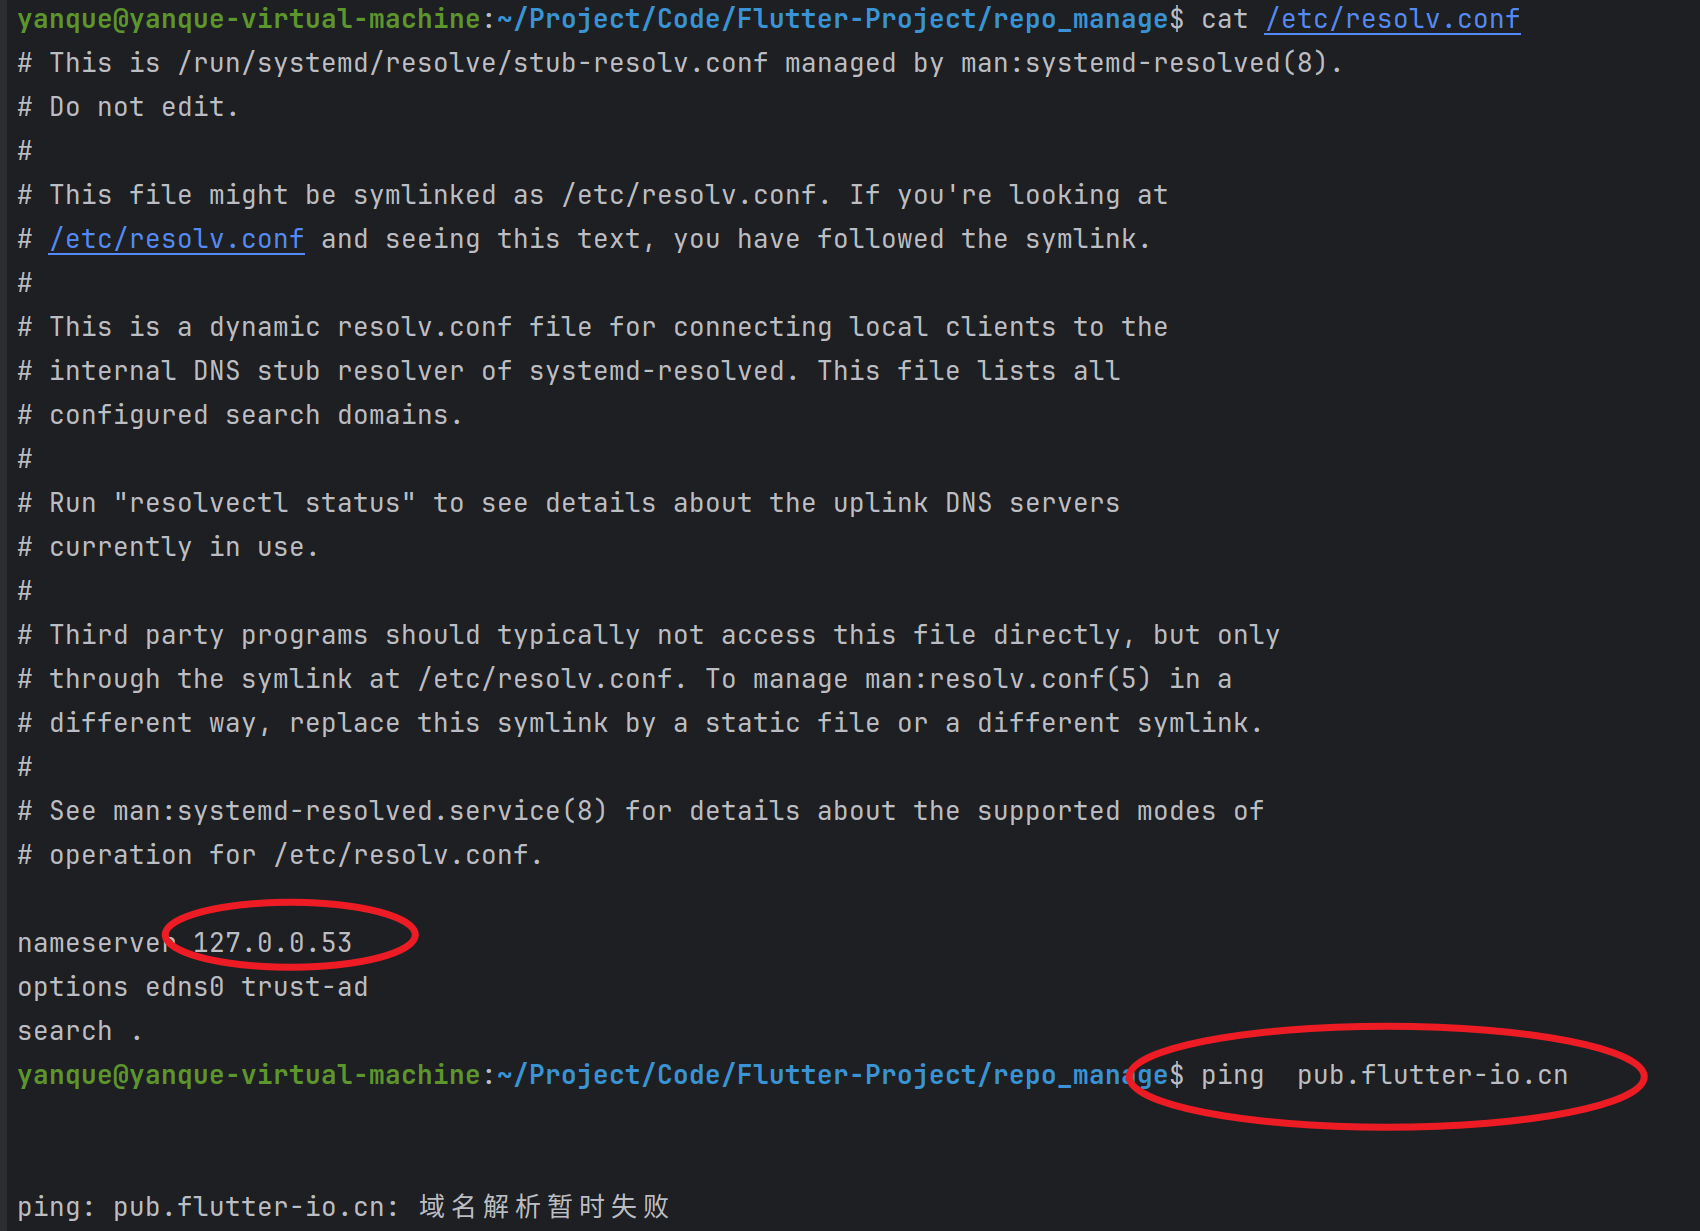 yanque@yanque-virtual-machine:~/Project/Code/Flutter-Project/repo_manage$ cat /etc/resolv.conf
# This is /run/systemd/resolve/stub-resolv.conf managed by man:systemd-resolved(8).
# Do not edit.
#
# This file might be symlinked as /etc/resolv.conf. If you're looking at
# /etc/resolv.conf and seeing this text, you have followed the symlink.
#
# This is a dynamic resolv.conf file for connecting local clients to the
# internal DNS stub resolver of systemd-resolved. This file lists all
# configured search domains.
#
# Run "resolvectl status" to see details about the uplink DNS servers
# currently in use.
#
# Third party programs should typically not access this file directly, but only
# through the symlink at /etc/resolv.conf. To manage man:resolv.conf(5) in a
# different way, replace this symlink by a static file or a different symlink.
#
# See man:systemd-resolved.service(8) for details about the supported modes of
# operation for /etc/resolv.conf.
nameserver 127.0.0.53
options edns0 trust-ad
search .
yanque@yanque-virtual-machine:~/Project/Code/Flutter-Project/repo_manage$ ping  pub.flutter-io.cn
ping: pub.flutter-io.cn: 域名解析暂时失败